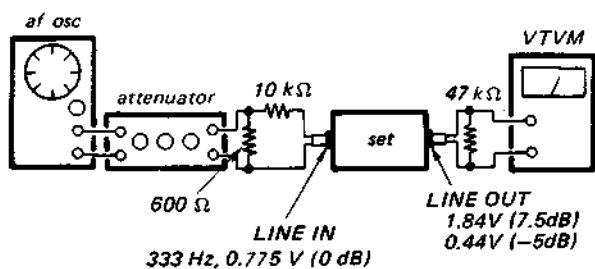 af osc
VTVM
attenuator
10 kΩ
47 kΩ
set
600 Ω
LINE IN
333 Hz, 0.775 V (0 dB)
LINE OUT
1.84V (7.5dB)
0.44V (−5dB)